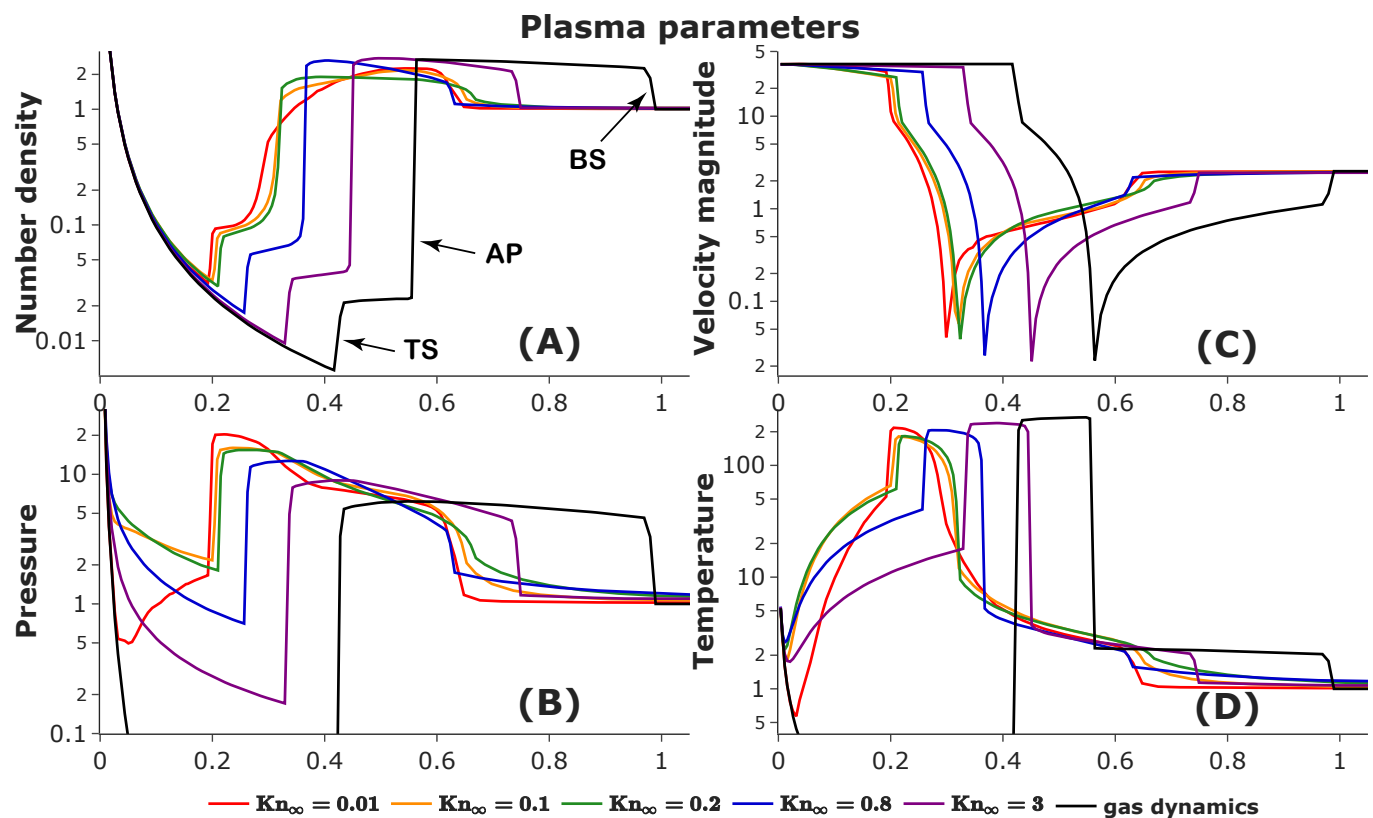 Plasma parameters
Number density
2
1
5
2
0.1
5
2
0.01
BS
AP
TS
(A)
0 0.2 0.4 0.6 0.8 1
Velocity magnitude
5
2
10
5
2
1
5
2
0.1
5
2
(C)
0 0.2 0.4 0.6 0.8 1
Pressure
2
10
5
2
1
5
2
0.1
(B)
0 0.2 0.4 0.6 0.8 1
Temperature
2
100
5
2
10
5
2
1
5
(D)
0 0.2 0.4 0.6 0.8 1
Kn∞ = 0.01 Kn∞ = 0.1 Kn∞ = 0.2 Kn∞ = 0.8 Kn∞ = 3 gas dynamics